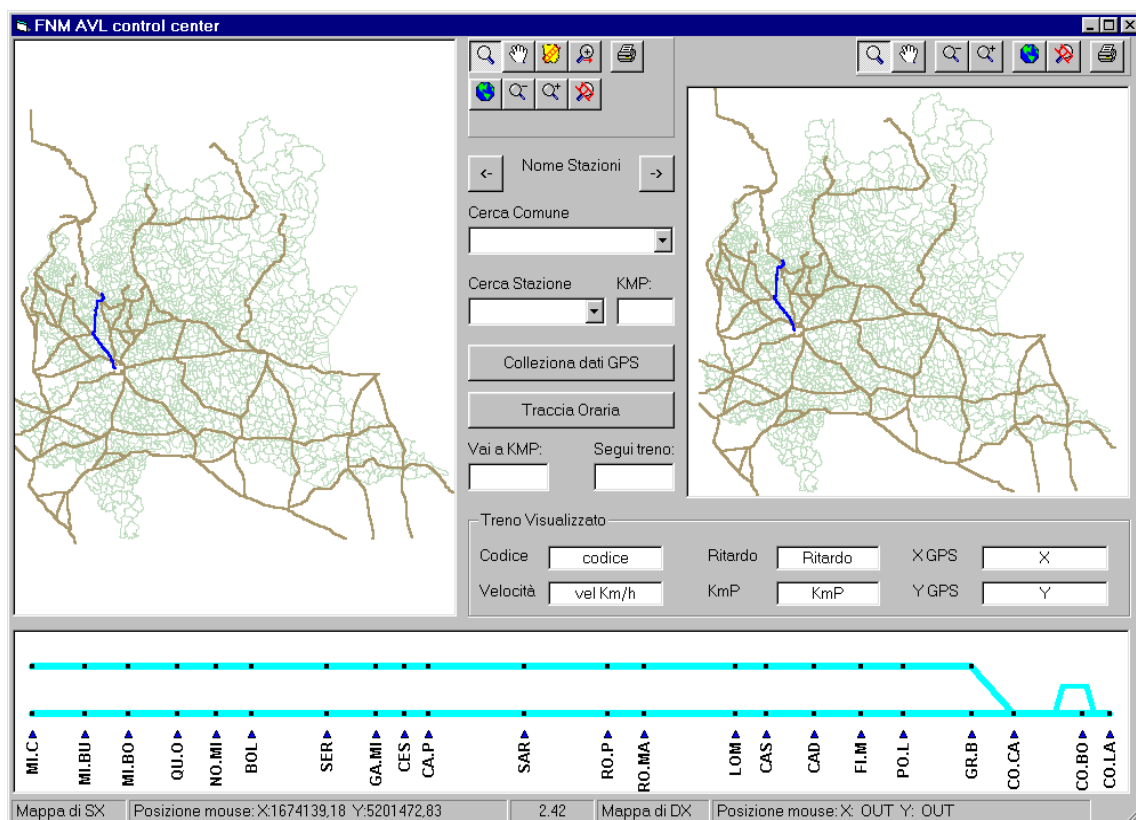 FNM AVL control center
<-
Nome Stazioni
->
Cerca Comune
Cerca Stazione
KMP:
Colleziona dati GPS
Traccia Oraria
Vai a KMP:
Segui treno:
Treno Visualizzato
Codice codice Ritardo Ritardo X GPS X
Velocità vel Km/h KmP KmP Y GPS Y
MI.C
MI.BU
MI.BO
QU.O
NO.MI
BOL
SER
GA.MI
CES
CA.P
SAR
RO.P
RO.MA
LOM
CAS
CAD
FI.M
PO.L
GR.B
CO.CA
CO.BO
CO.LA
Mappa di SX Posizione mouse: X:1674139,18 Y:5201472,83 2.42 Mappa di DX Posizione mouse: X: OUT Y: OUT